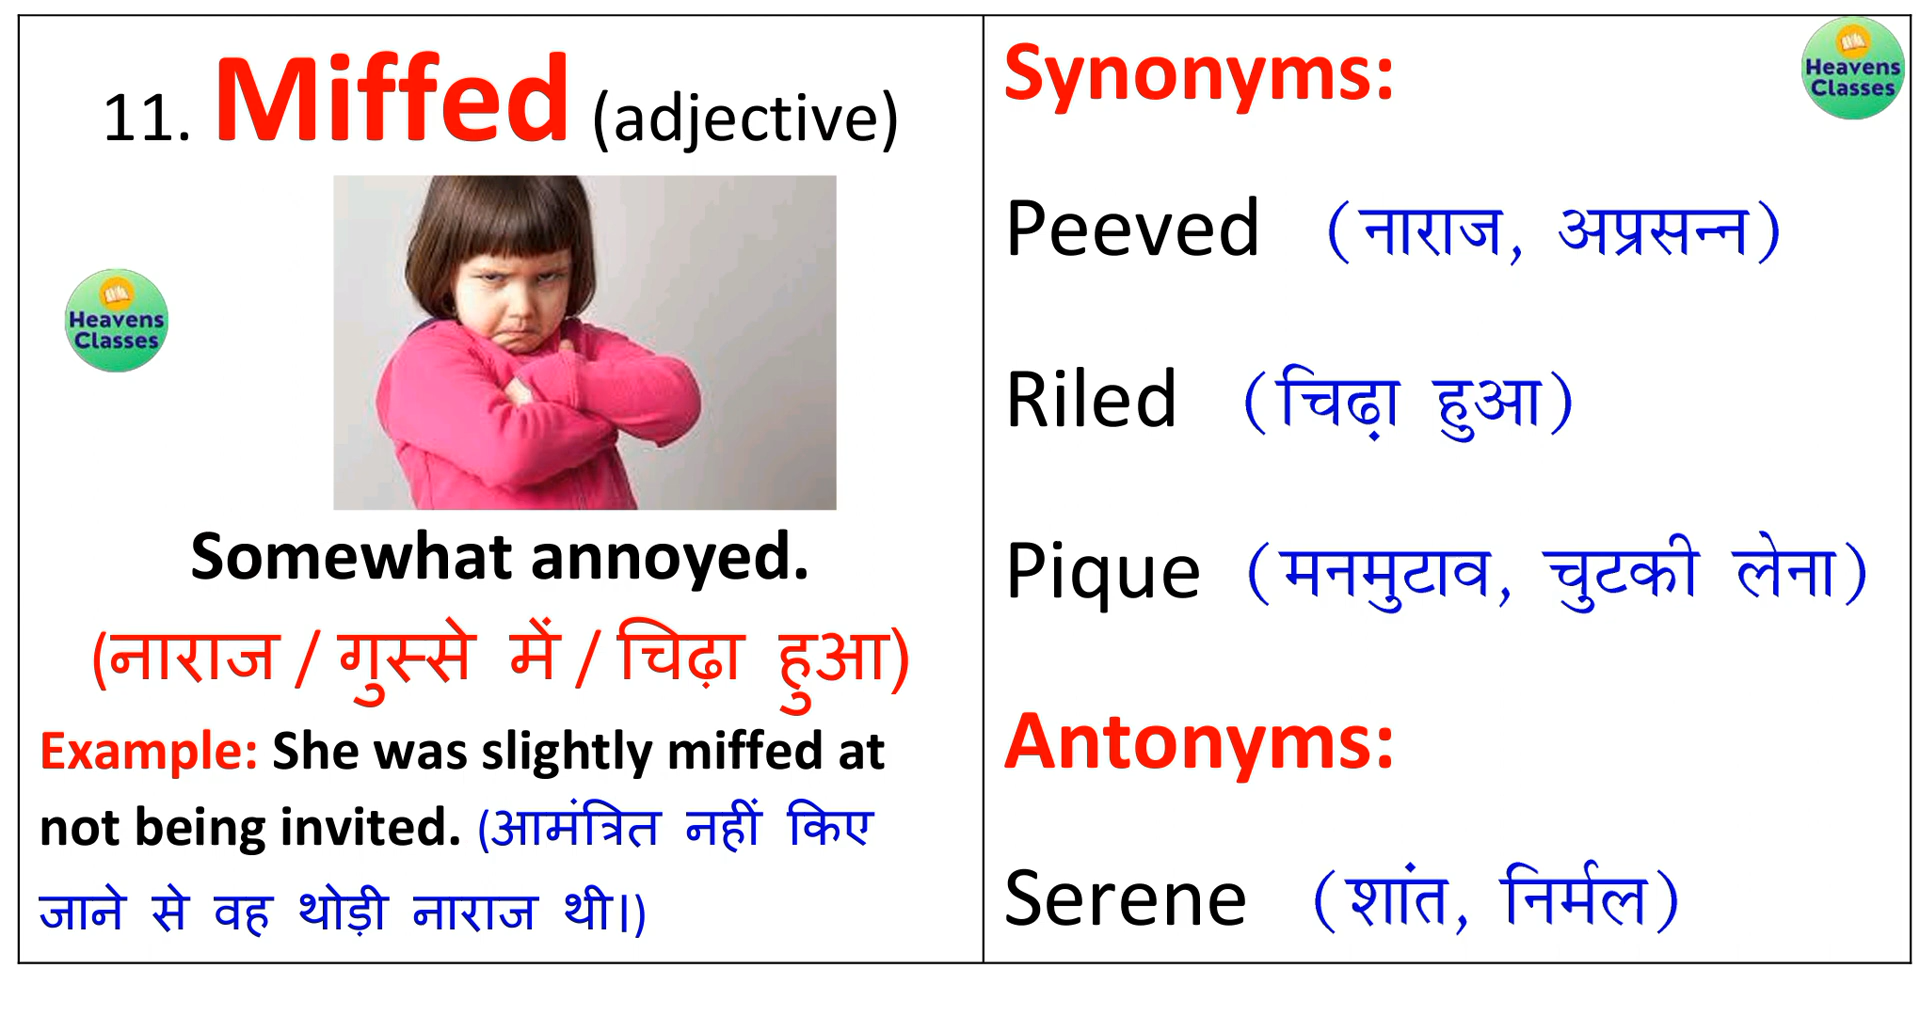 11. Miffed (adjective)
Heavens
Classes
Somewhat annoyed.
(नाराज / गुस्से में / चिढ़ा हुआ)
Example: She was slightly miffed at
not being invited. (आमंत्रित नहीं किए
जाने से वह थोड़ी नाराज थी।)
Synonyms:
Heavens
Classes
Peeved (नाराज, अप्रसन्न)
Riled (चिढ़ा हुआ)
Pique (मनमुटाव, चुटकी लेना)
Antonyms:
Serene (शांत, निर्मल)